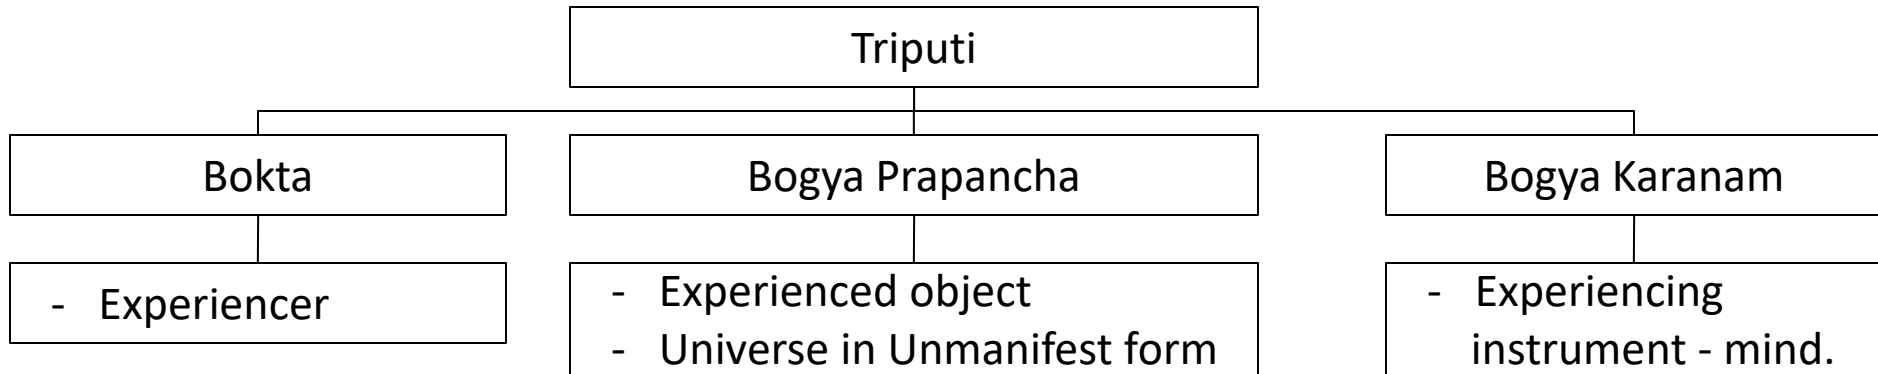 Triputi
Bokta
Bogya Prapancha
Bogya Karanam
- Experiencer
- Experienced object
- Universe in Unmanifest form
- Experiencing
instrument - mind.